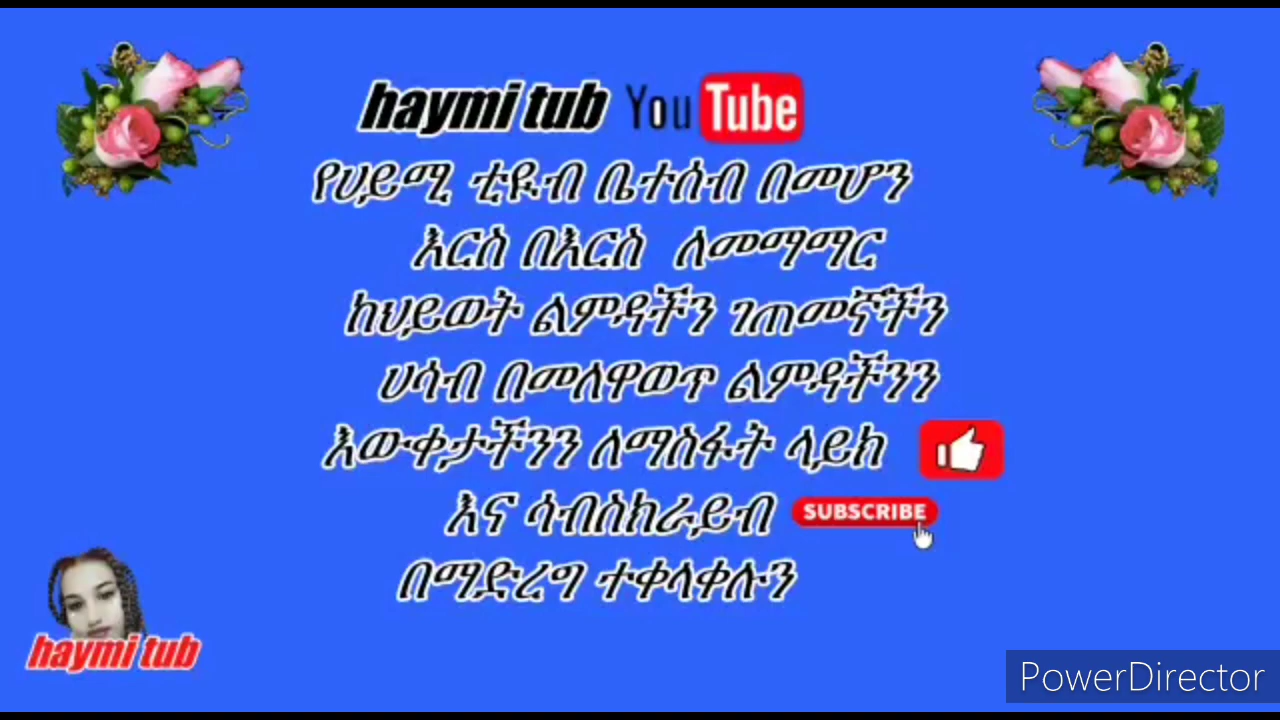 haymi tub YouTube
የሀይሚ ቲዩብ ቤተሰብ በመሆን
እርስ በእርስ ለመማማር
ከህይወት ልምዳችን ገጠመኛችን
ሀሳብ በመለዋወጥ ልምዳችንን
እውቀታችንን ለማስፋት ላይክ
እና ሳብስክራይብ SUBSCRIBE
በማድረግ ተቀላቀሉን
haymi tub
PowerDirector